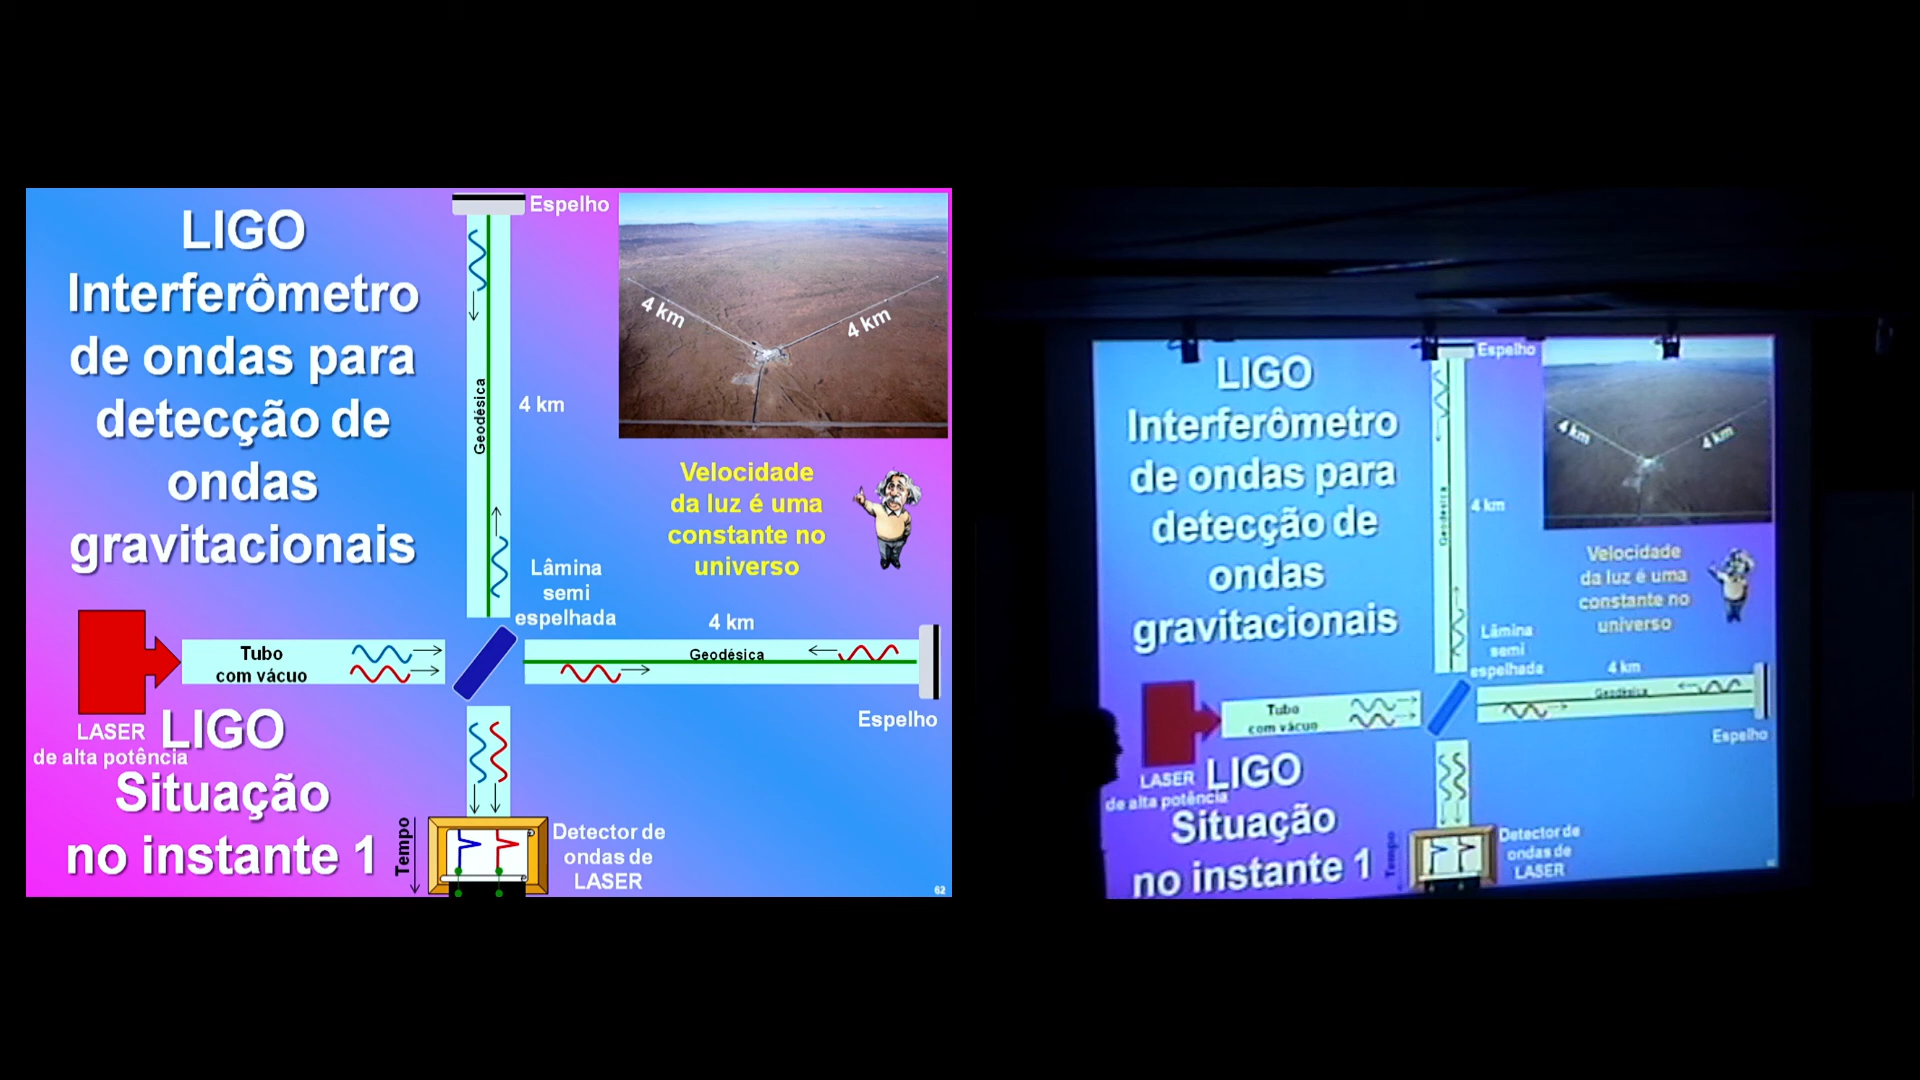 LIGO
Interferômetro
de ondas para
detecção de
ondas
gravitacionais
Espelho
4 km
4 km
Geodésica
4 km
Velocidade
da luz é uma
constante no
universo
Lâmina
semi
espelhada
4 km
Tubo
com vácuo
Geodésica
Espelho
LASER
de alta potência
LIGO
Situação
no instante 1
Tempo
Detector de
ondas de
LASER
62
LIGO
Interferômetro
de ondas para
detecção de
ondas
gravitacionais
Espelho
4 km
4 km
Geodésica
4 km
Velocidade
da luz é uma
constante no
universo
Lâmina
semi
espelhada
4 km
Tubo
com vácuo
Geodésica
Espelho
LASER
de alta potência
LIGO
Situação
no instante 1
Tempo
Detector de
ondas de
LASER